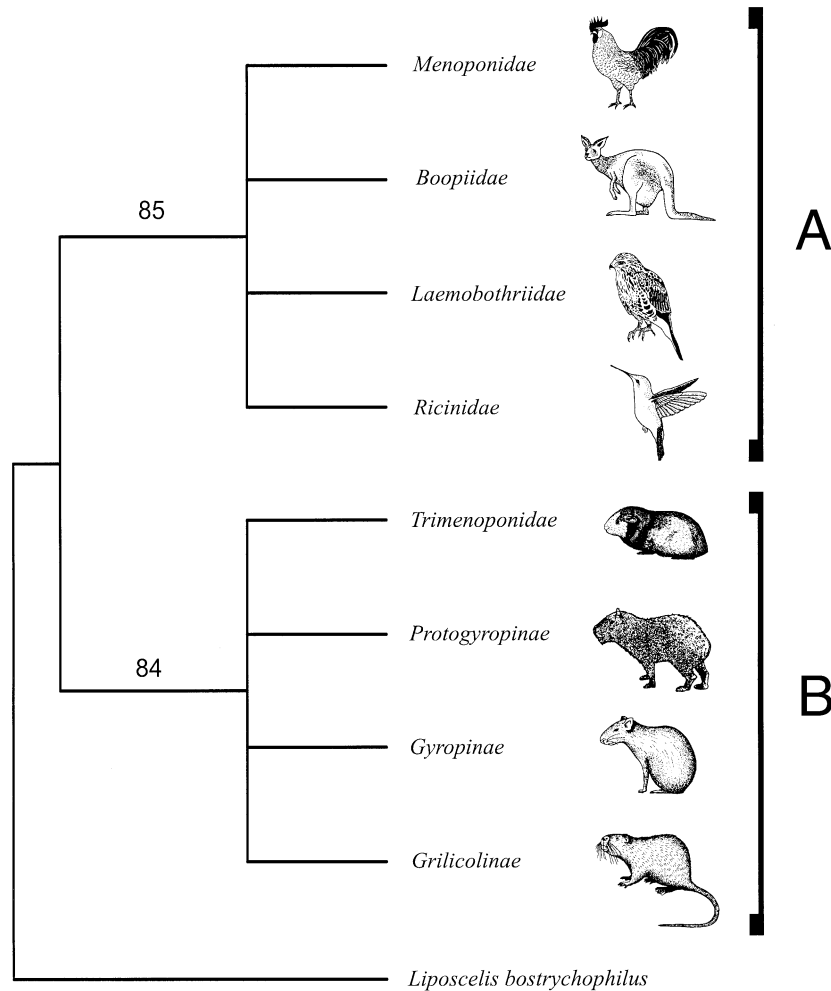 Menoponidae
Boopiidae
85
A
Laemobothriidae
Ricinidae
Trimenoponidae
Protogyropinae
84
B
Gyropinae
Grilicolinae
Liposcelis bostrychophilus